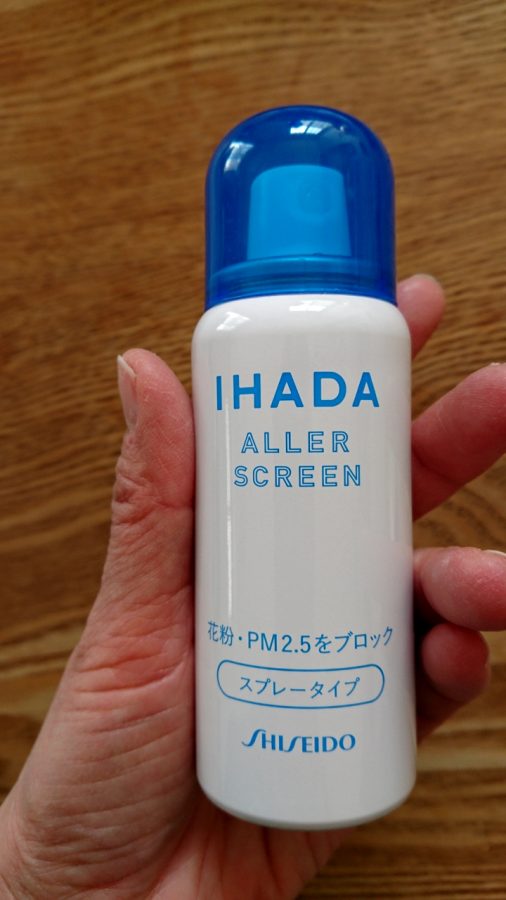 IHADA
ALLER
SCREEN
花粉・PM2.5をブロック
スプレータイプ
SHISEIDO